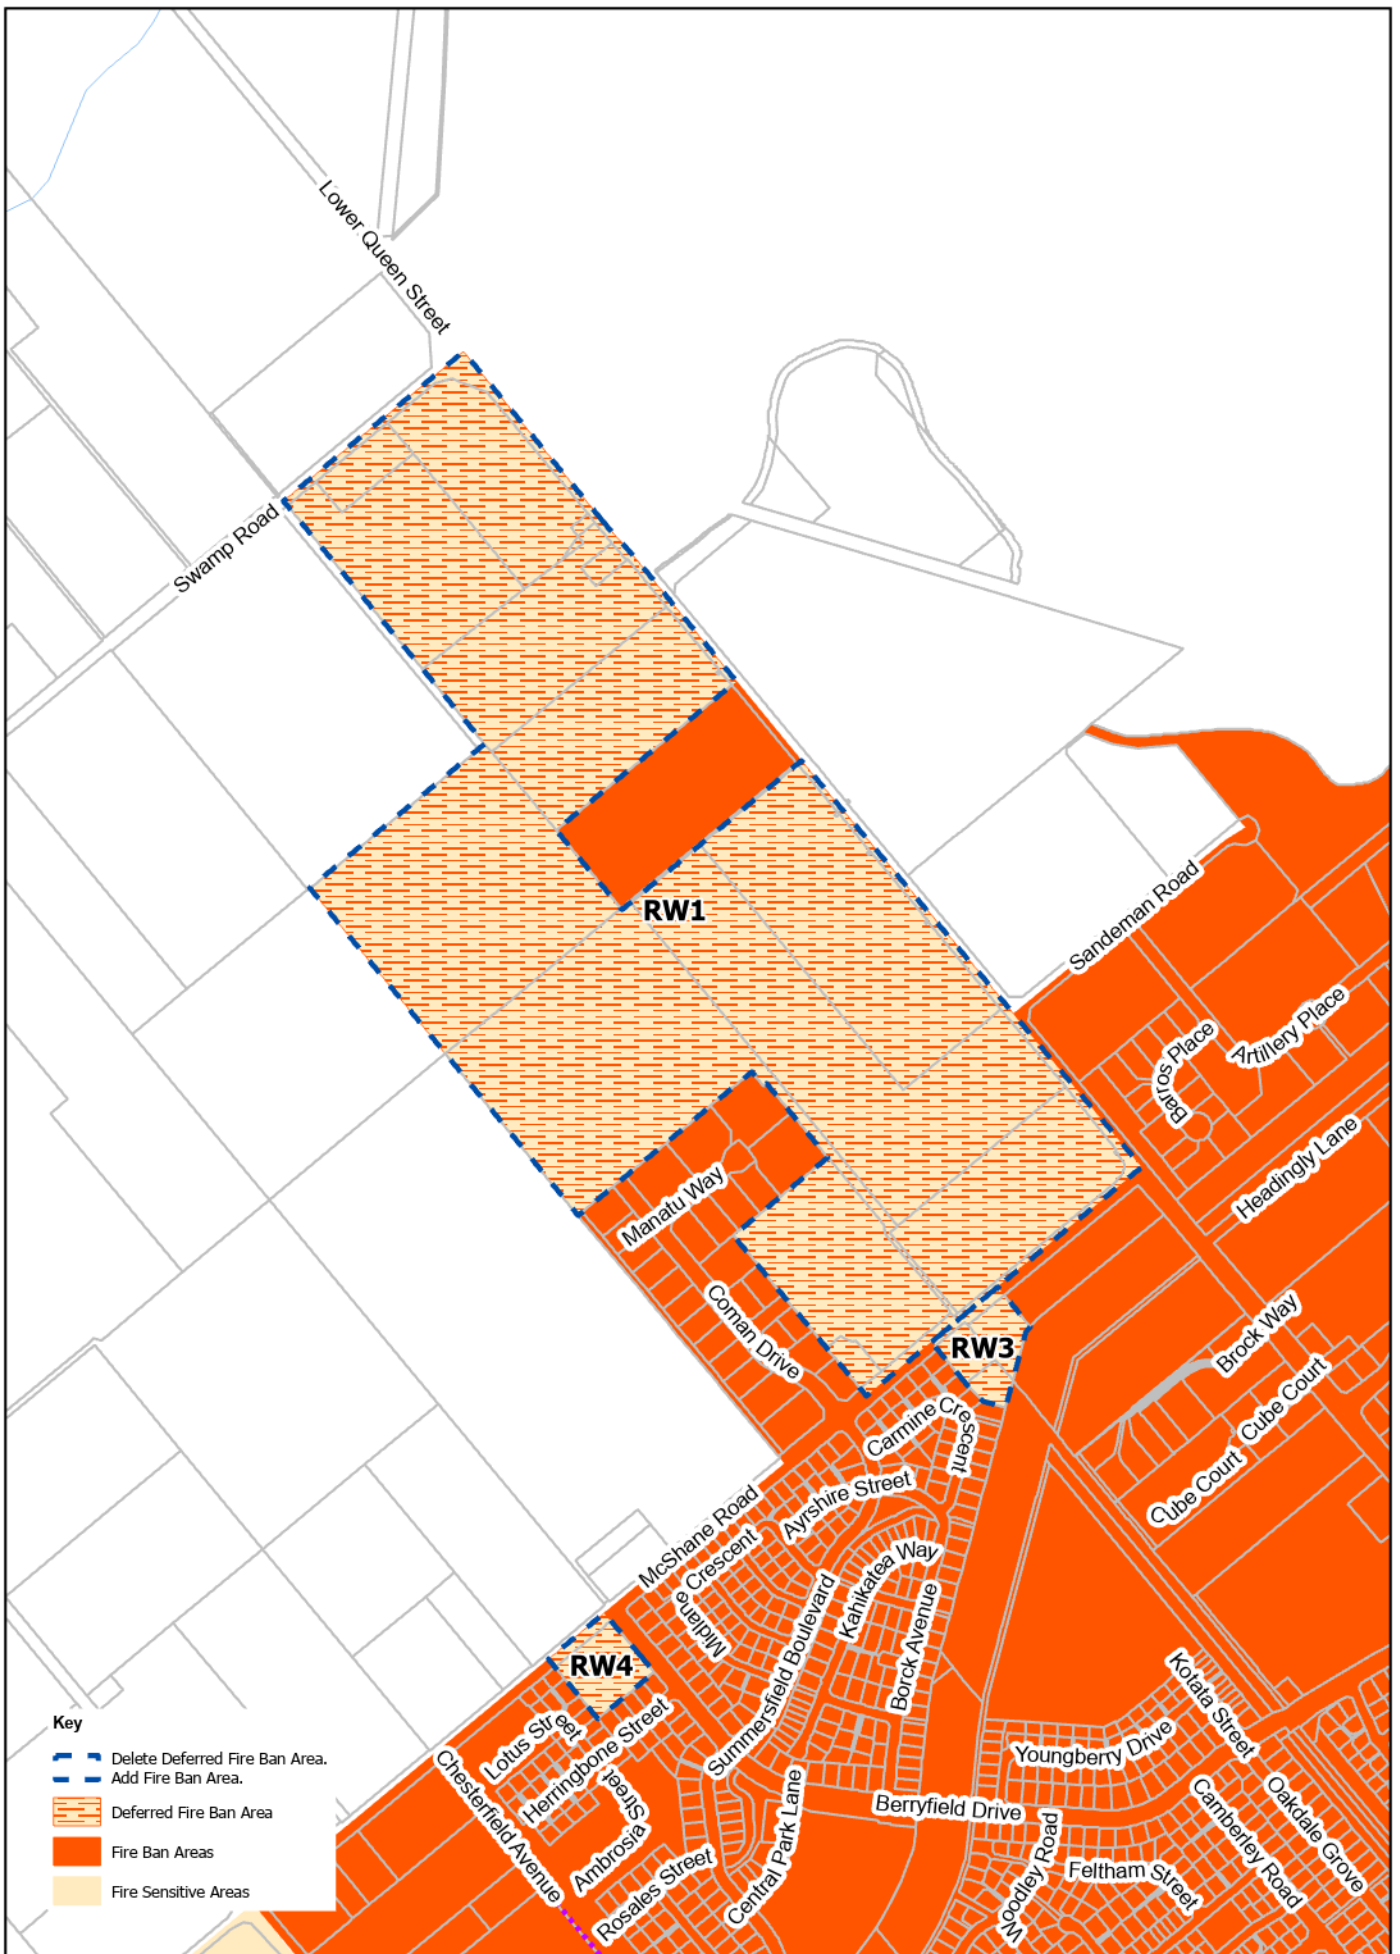 Lower Queen Street
Swamp Road
RW1
Sandeman Road
Barros Place
Artillery Place
Headingly Lane
Manatu Way
Coman Drive
RW3
Brock Way
Cube Court
Cube Court
Carmine Crescent
Ayrshire Street
McShane Road
Midlane Crescent
Kahikatea Way
Summersfield Boulevard
Borck Avenue
RW4
Lotus Street
Herringbone Street
Chesterfield Avenue
Ambrosia Street
Rosales Street
Central Park Lane
Berryfield Drive
Youngberry Drive
Kotata Street
Camberley Road
Oakdale Grove
Woodley Road
Feltham Street
Key
Delete Deferred Fire Ban Area.
Add Fire Ban Area.
Deferred Fire Ban Area
Fire Ban Areas
Fire Sensitive Areas